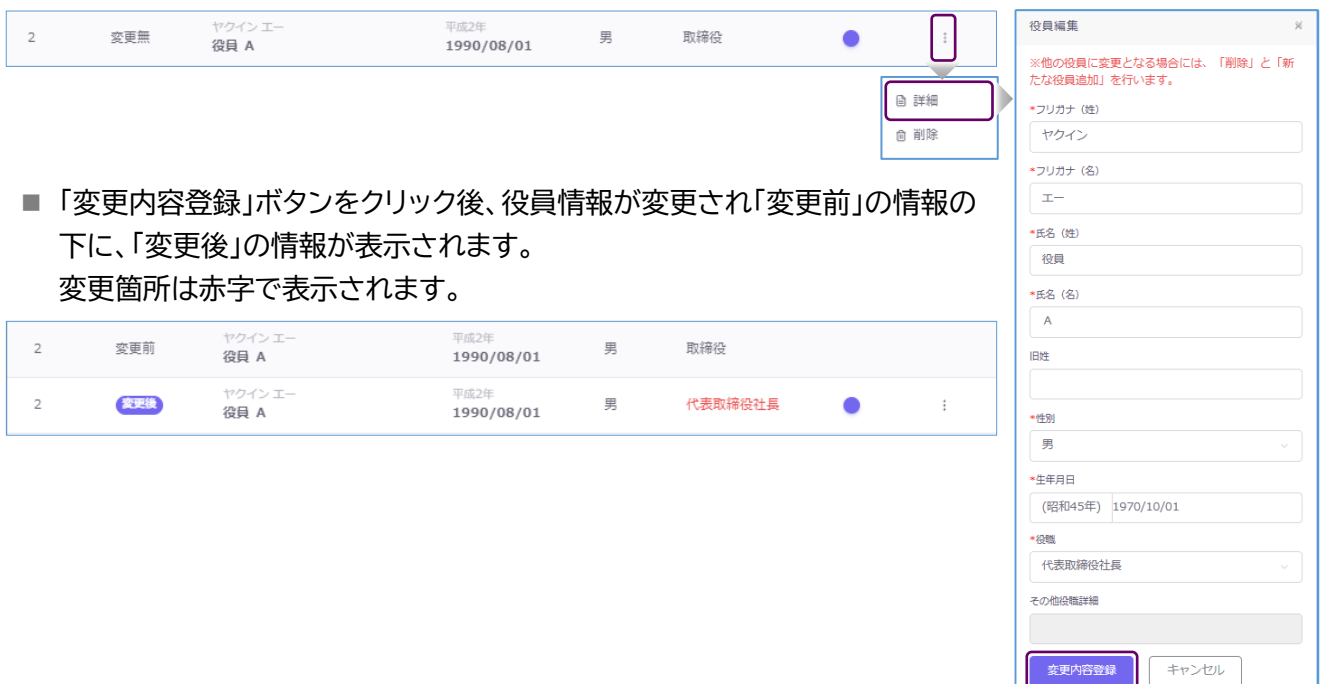 2 変更無 ヤクイン エー 平成2年 男 取締役
役員 A 1990/08/01
詳細
削除
■ 「変更内容登録」ボタンをクリック後、役員情報が変更され「変更前」の情報の
下に、「変更後」の情報が表示されます。
変更箇所は赤字で表示されます。
2 変更前 ヤクイン エー 平成2年 男 取締役
役員 A 1990/08/01
2 変更後 ヤクイン エー 平成2年 男 代表取締役社長
役員 A 1990/08/01
役員編集 ×
※他の役員に変更となる場合には、「削除」と「新
たな役員追加」を行います。
*フリガナ（姓）
ヤクイン
*フリガナ（名）
エー
*氏名（姓）
役員
*氏名（名）
A
旧姓
*性別
男
*生年月日
(昭和45年) 1970/10/01
*役職
代表取締役社長
その他役職詳細
変更内容登録 キャンセル